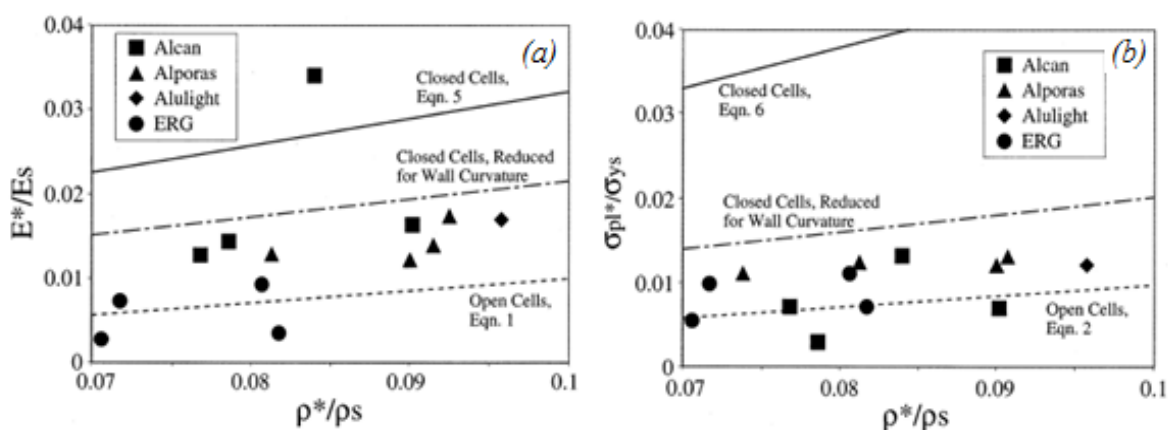 (a)
0.04
0.03
0.02
0.01
0
E*/Es
Alcan
Alporas
Alulight
ERG
Closed Cells,
Eqn. 5
Closed Cells, Reduced
for Wall Curvature
Open Cells,
Eqn. 1
0.07
0.08
0.09
0.1
ρ*/ρs
(b)
0.04
0.03
0.02
0.01
0
σpl*/σys
Closed Cells,
Eqn. 6
Alcan
Alporas
Alulight
ERG
Closed Cells, Reduced
for Wall Curvature
Open Cells,
Eqn. 2
0.07
0.08
0.09
0.1
ρ*/ρs